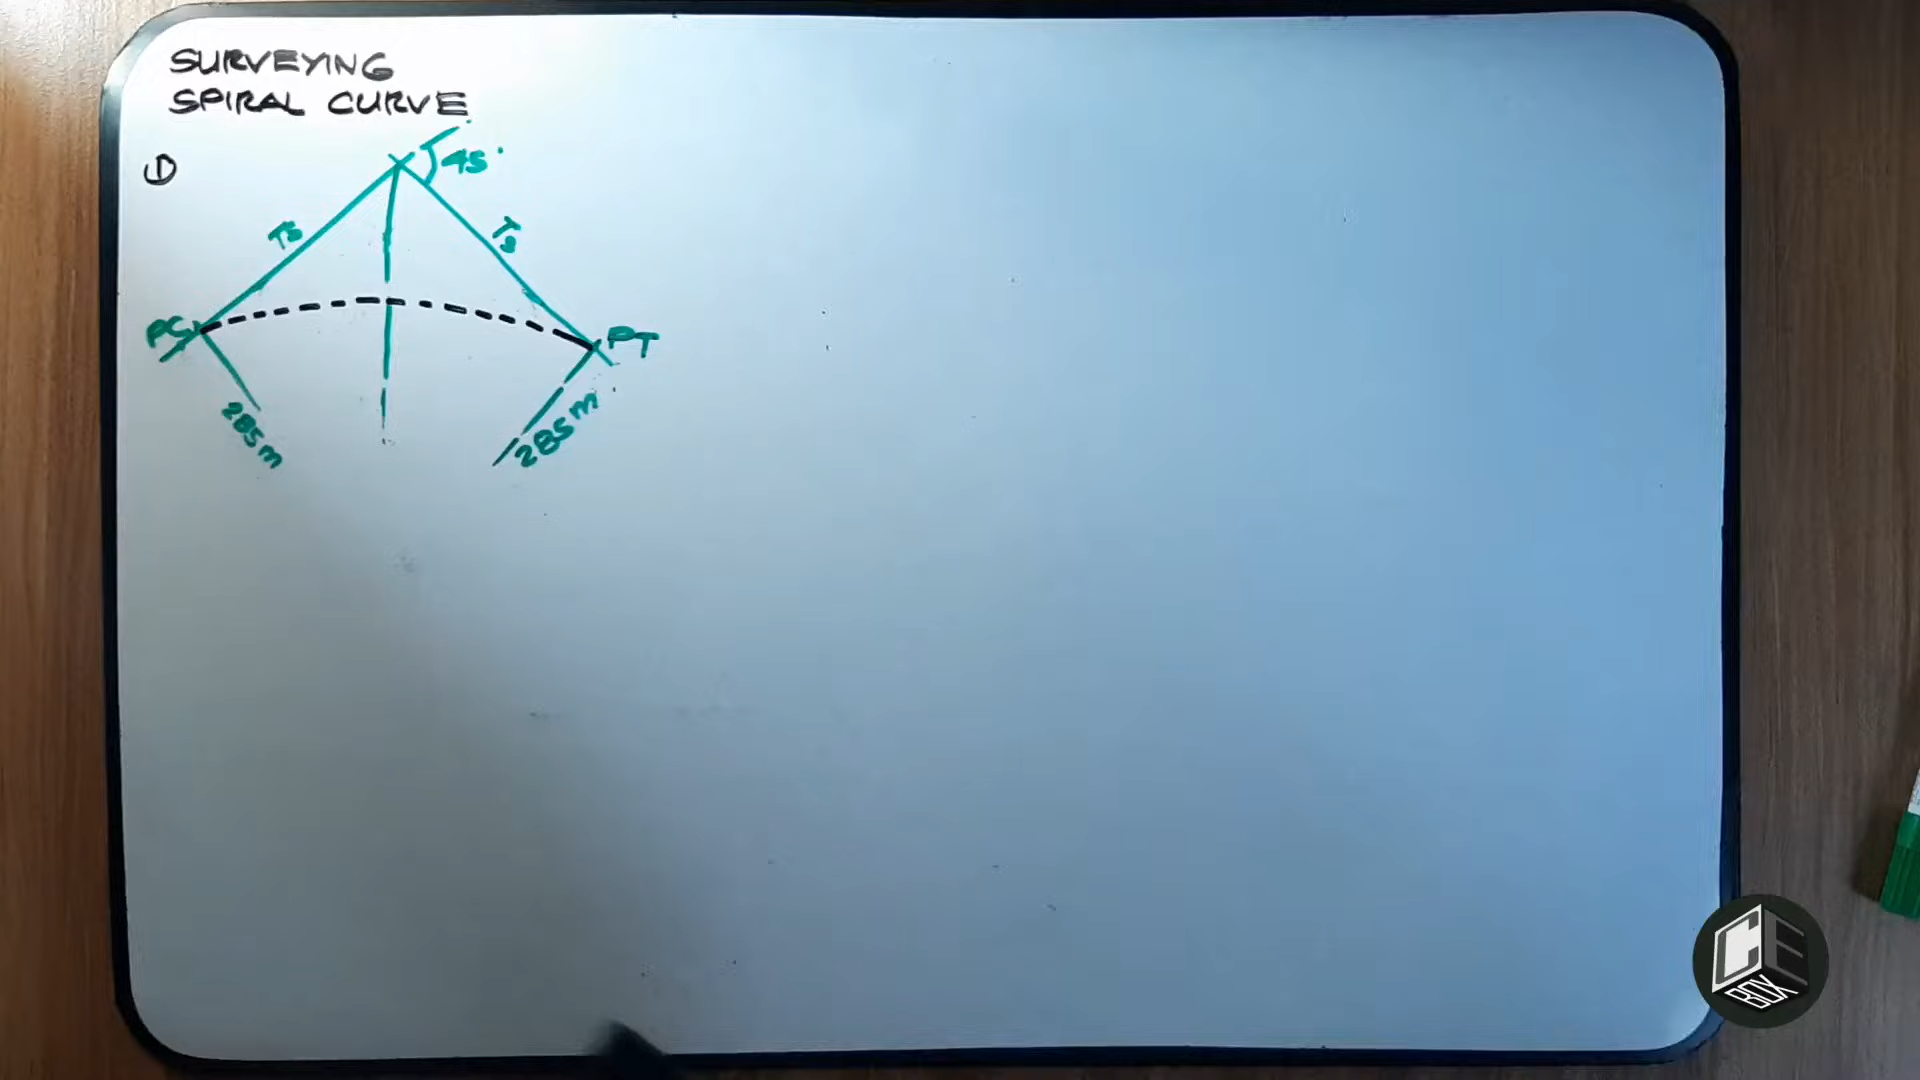 SURVEYING
SPIRAL CURVE
①
45°
Ts
Ts
PC
PT
285m
285m
CE
BOX